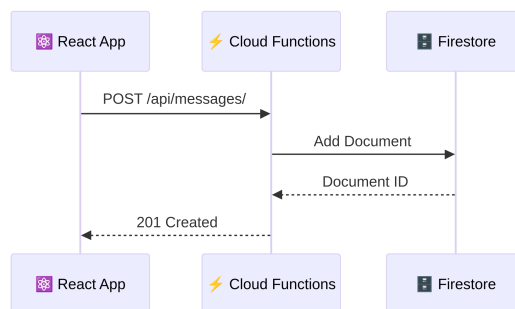 ⚛️ React App
⚡ Cloud Functions
🗄️ Firestore
POST /api/messages/
Add Document
Document ID
201 Created
⚛️ React App
⚡ Cloud Functions
🗄️ Firestore